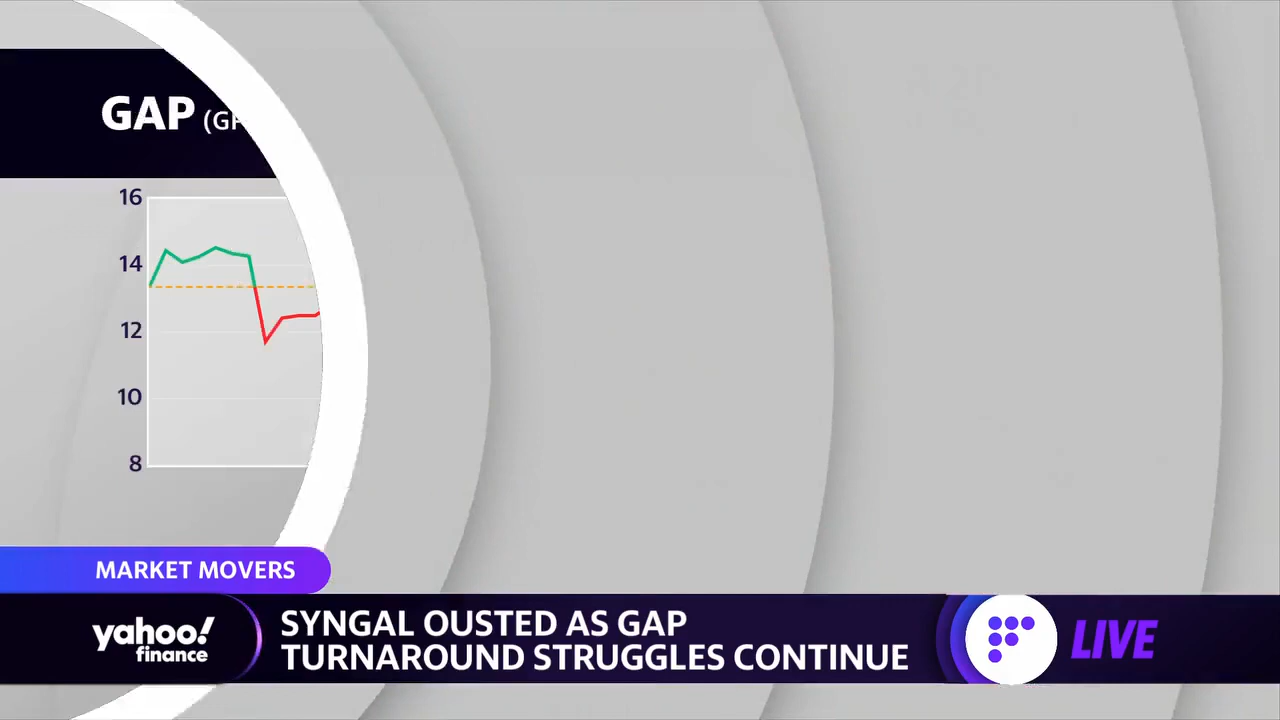 GAP
16
14
12
10
8
MARKET MOVERS
yahoo!
finance
SYNGAL OUSTED AS GAP
TURNAROUND STRUGGLES CONTINUE
LIVE